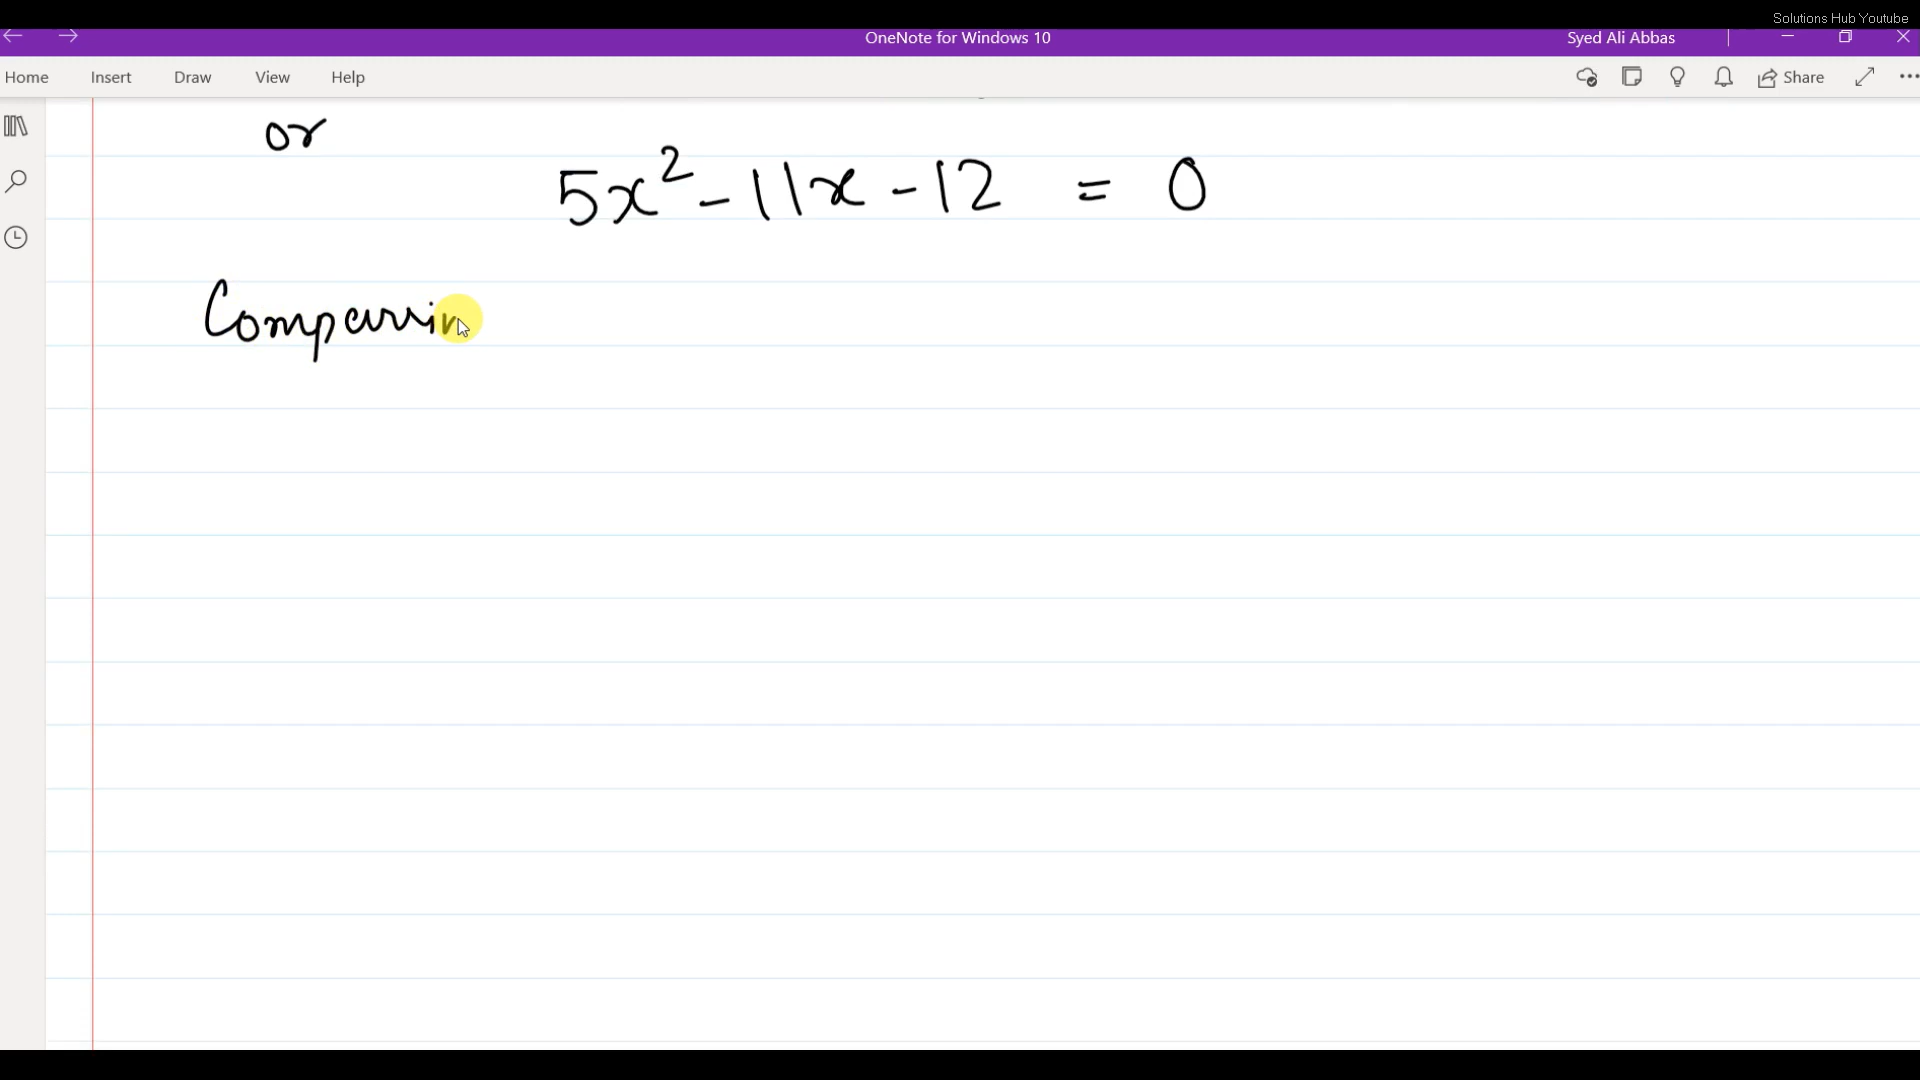 Solutions Hub Youtube
OneNote for Windows 10
Syed Ali Abbas
Home Insert Draw View Help Share
or
5x² - 11x - 12 = 0
Comparin